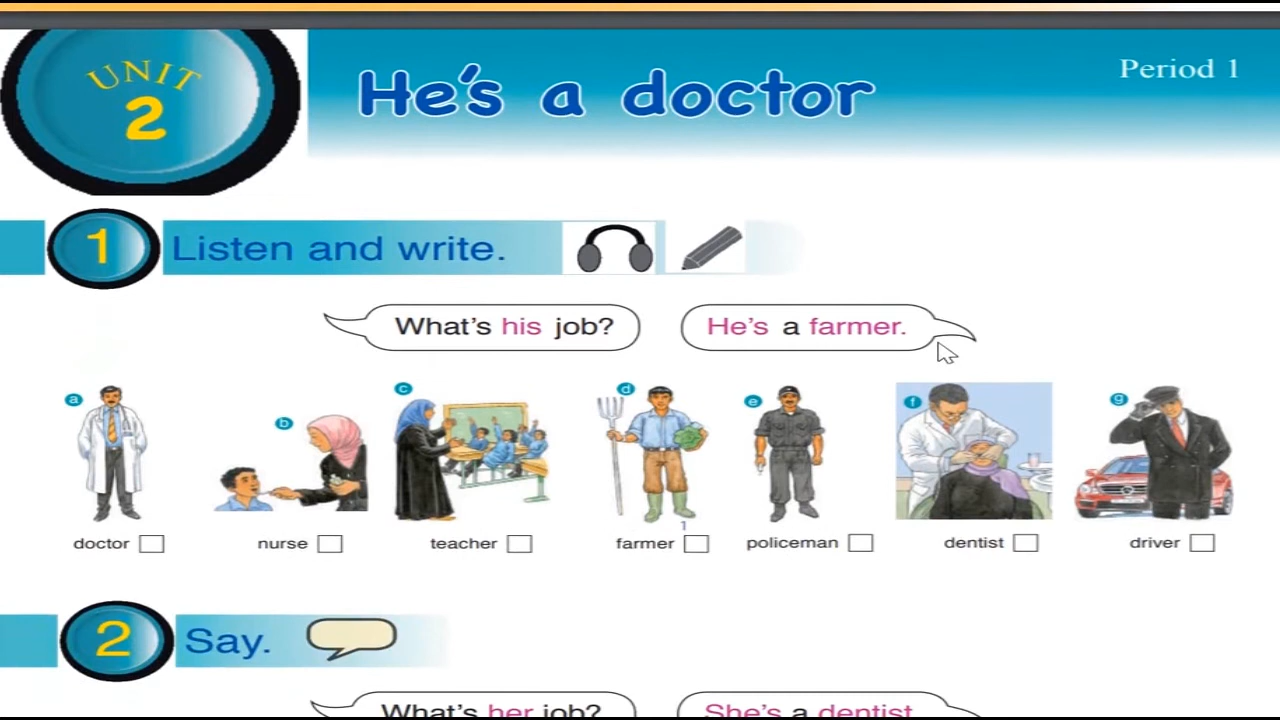 UNIT
2
He's a doctor
Period 1
1 Listen and write.
What's his job?
He's a farmer.
a
b
c
d
e
f
g
1
doctor
nurse
teacher
farmer
policeman
dentist
driver
2 Say.
What's her job?
She's a dentist